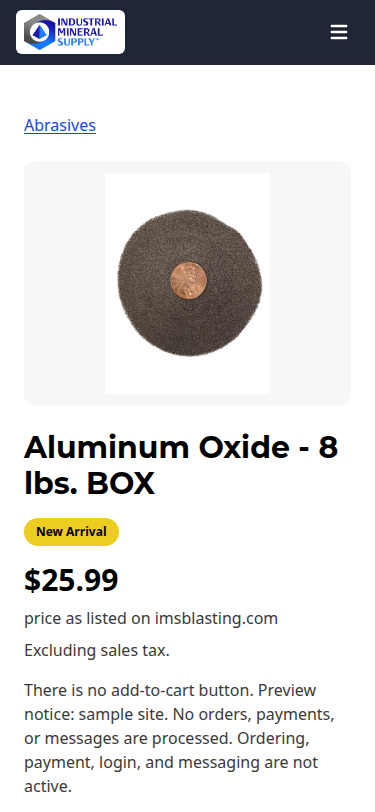 INDUSTRIAL
MINERAL
SUPPLY™
Abrasives
Aluminum Oxide - 8
lbs. BOX
New Arrival
$25.99
price as listed on imsblasting.com
Excluding sales tax.
There is no add-to-cart button. Preview
notice: sample site. No orders, payments,
or messages are processed. Ordering,
payment, login, and messaging are not
active.